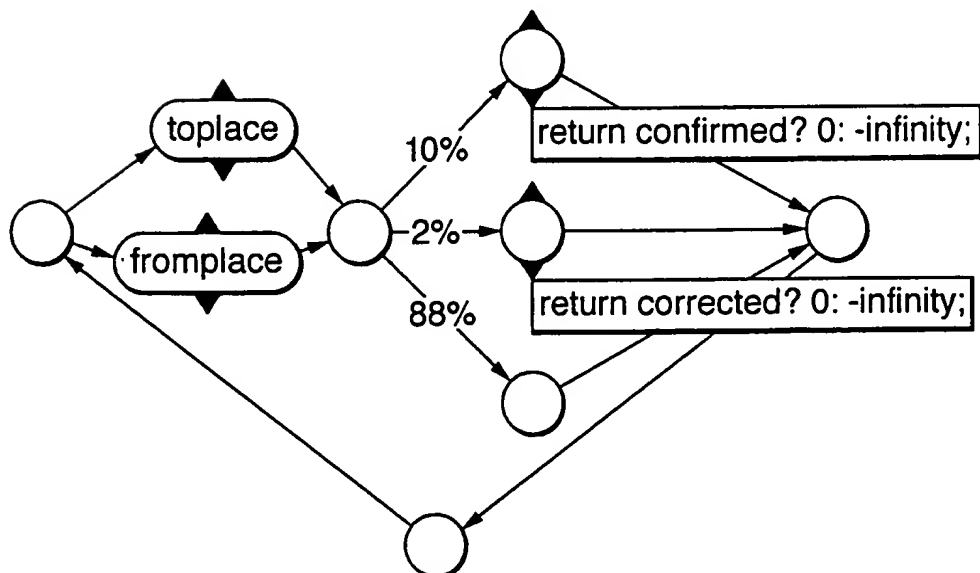 toplace
10%
return confirmed? 0: -infinity;
2%
fromplace
return corrected? 0: -infinity;
88%